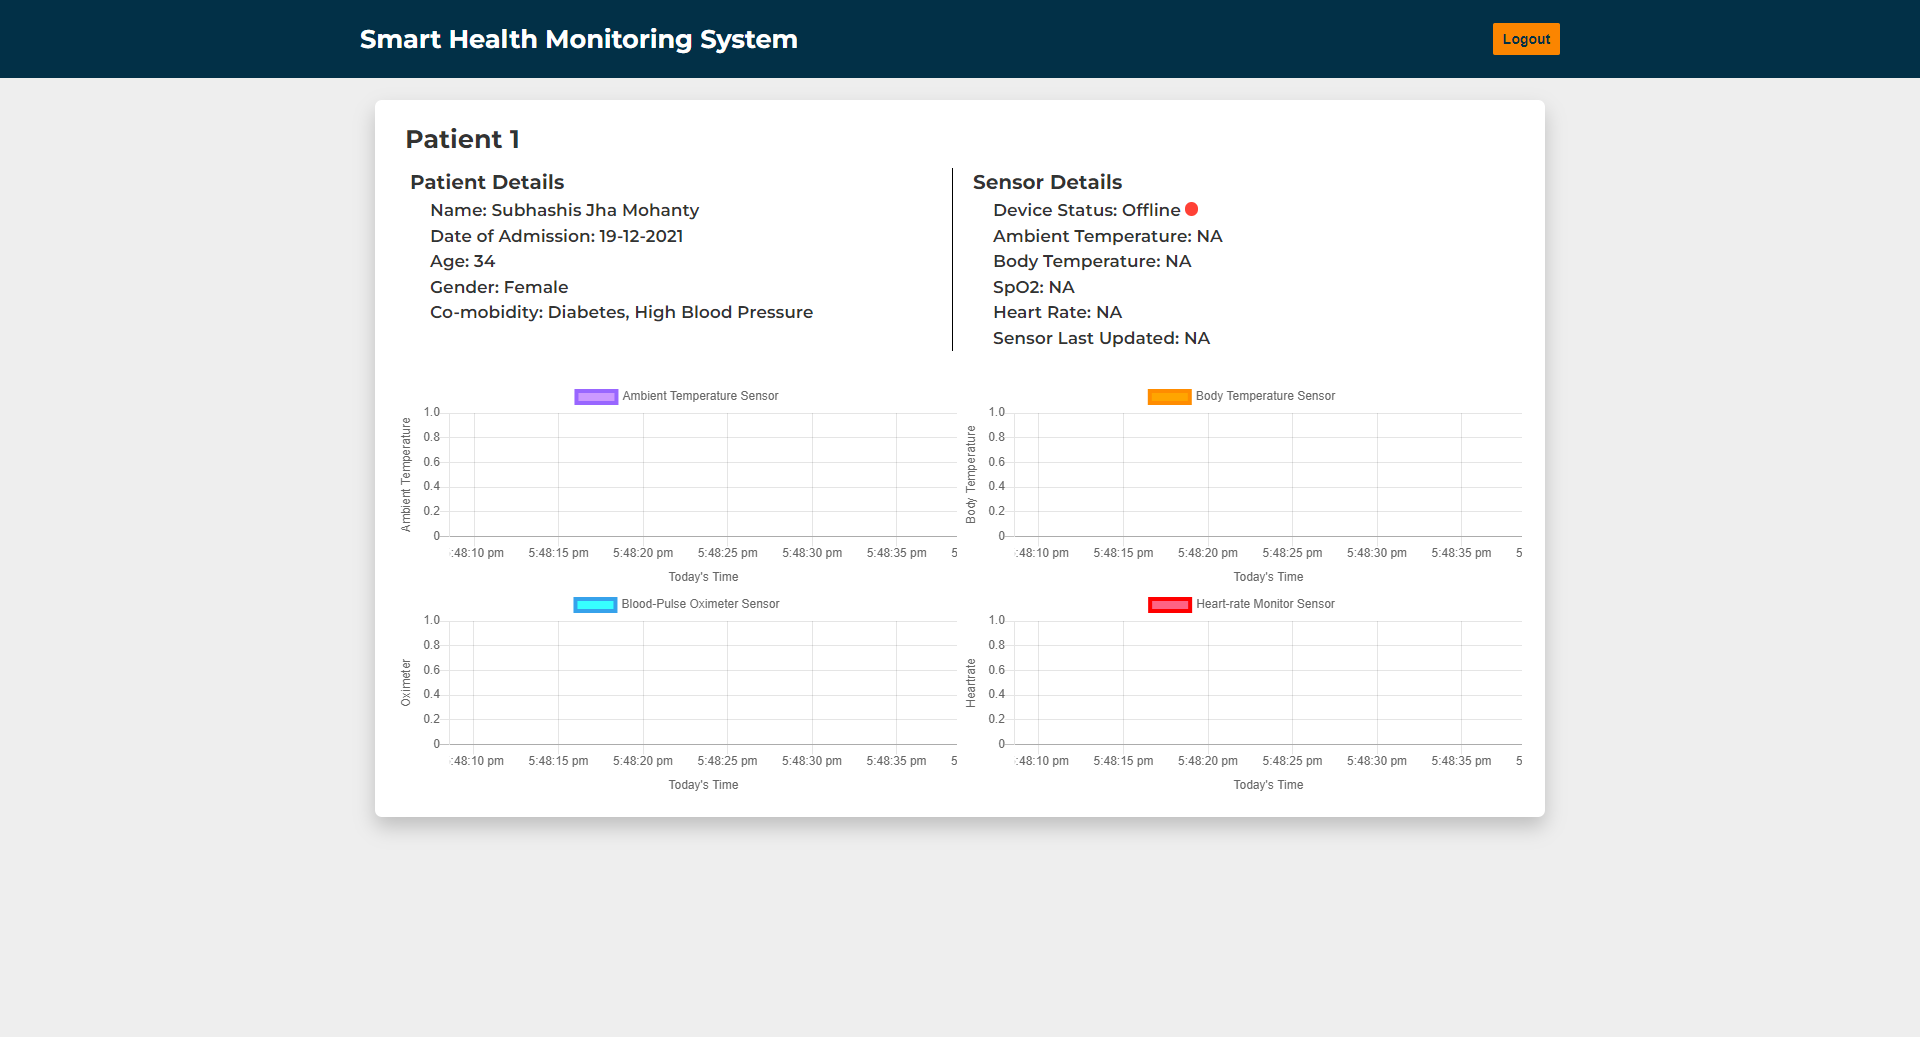 Smart Health Monitoring System
Logout
Patient 1
Patient Details
Name: Subhashis Jha Mohanty
Date of Admission: 19-12-2021
Age: 34
Gender: Female
Co-mobidity: Diabetes, High Blood Pressure
Sensor Details
Device Status: Offline
Ambient Temperature: NA
Body Temperature: NA
SpO2: NA
Heart Rate: NA
Sensor Last Updated: NA
Ambient Temperature Sensor
Ambient Temperature
1.0
0.8
0.6
0.4
0.2
0
:48:10 pm 5:48:15 pm 5:48:20 pm 5:48:25 pm 5:48:30 pm 5:48:35 pm 5
Today's Time
Body Temperature Sensor
Body Temperature
1.0
0.8
0.6
0.4
0.2
0
:48:10 pm 5:48:15 pm 5:48:20 pm 5:48:25 pm 5:48:30 pm 5:48:35 pm 5
Today's Time
Blood-Pulse Oximeter Sensor
Oximeter
1.0
0.8
0.6
0.4
0.2
0
:48:10 pm 5:48:15 pm 5:48:20 pm 5:48:25 pm 5:48:30 pm 5:48:35 pm 5
Today's Time
Heart-rate Monitor Sensor
Heartrate
1.0
0.8
0.6
0.4
0.2
0
:48:10 pm 5:48:15 pm 5:48:20 pm 5:48:25 pm 5:48:30 pm 5:48:35 pm 5
Today's Time